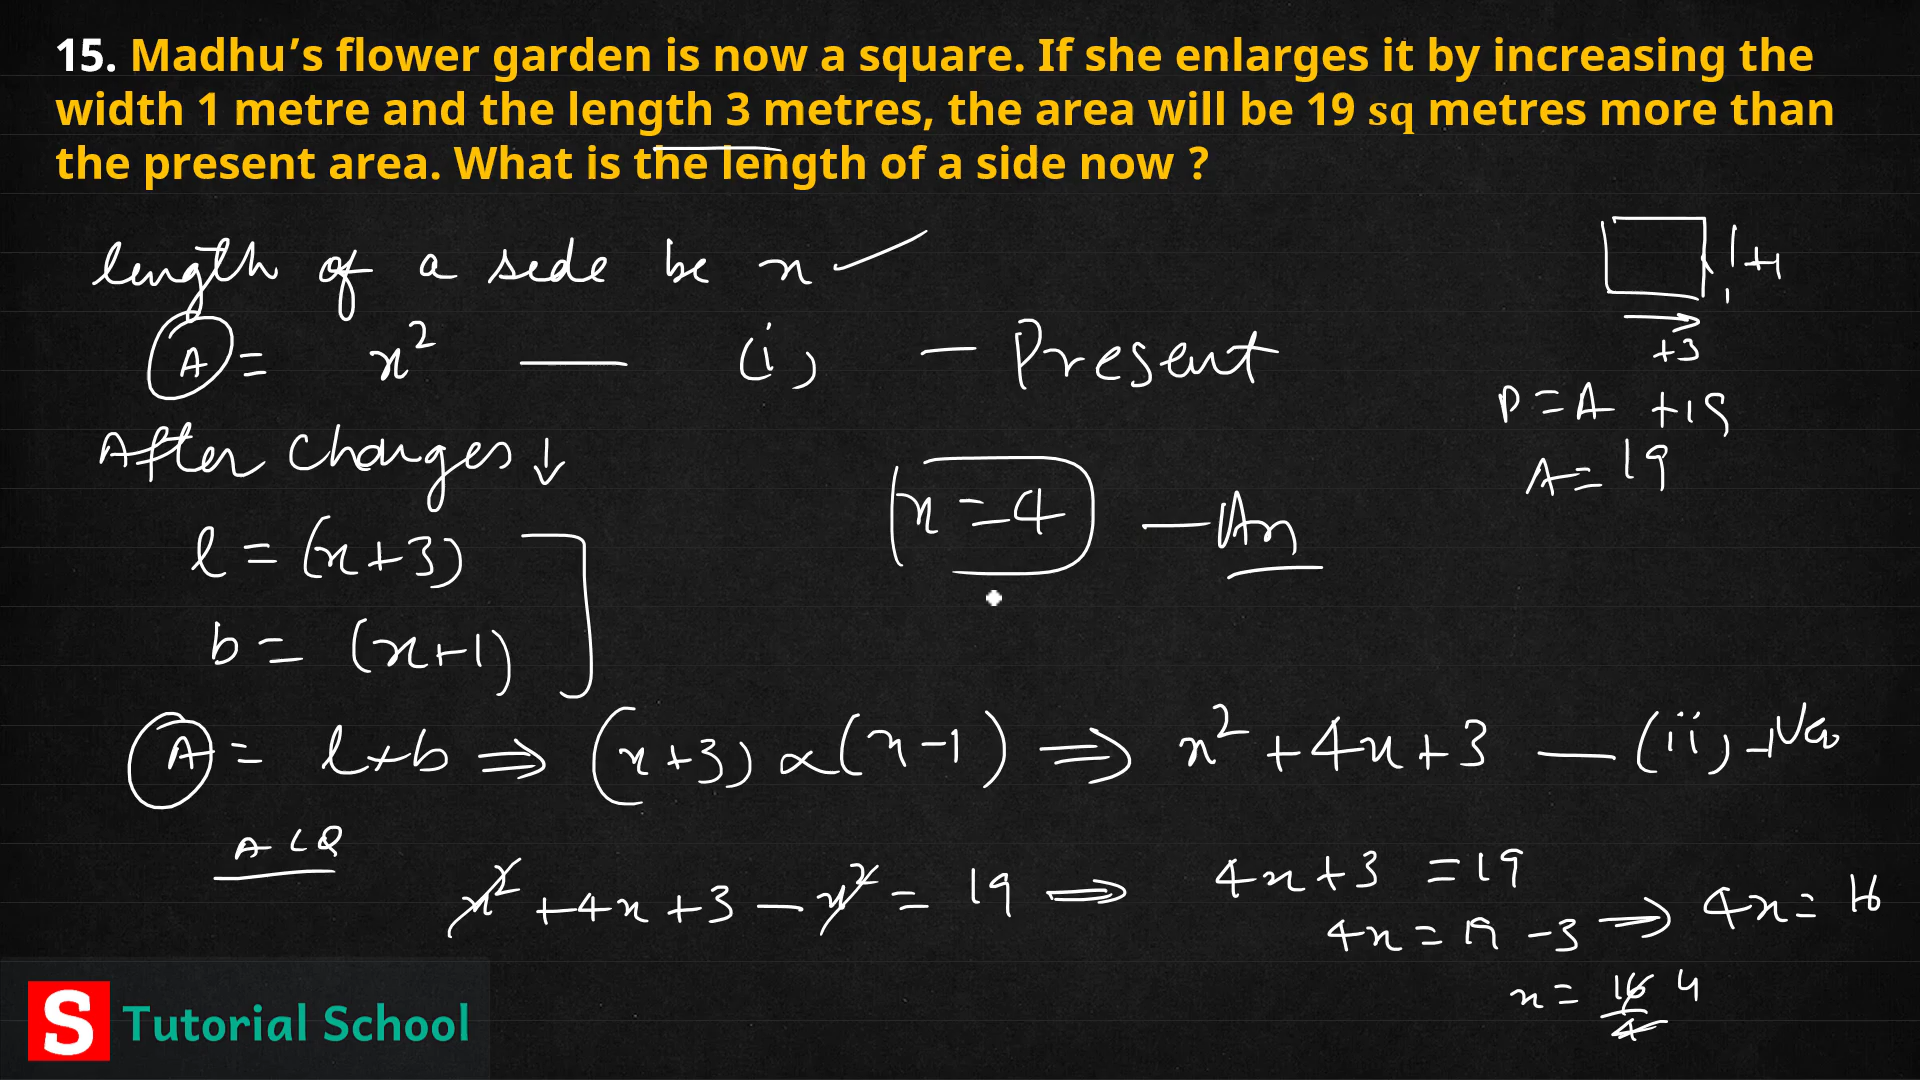 15. Madhu’s flower garden is now a square. If she enlarges it by increasing the
width 1 metre and the length 3 metres, the area will be 19 sq metres more than
the present area. What is the length of a side now ?
length of a side be x
A = x² — (i) – Present
+1
+3
P = A +19
A = 19
After Changes ↓
l = (x+3)
b = (x+1)
x = 4 — An
A = l×b ⇒ (x+3) × (x-1) ⇒ x² + 4x + 3 — (ii)
x² + 4x + 3 – x² = 19 ⇒ 4x + 3 = 19
4x = 19 – 3 ⇒ 4x = 16
x = 16/4 4
S Tutorial School